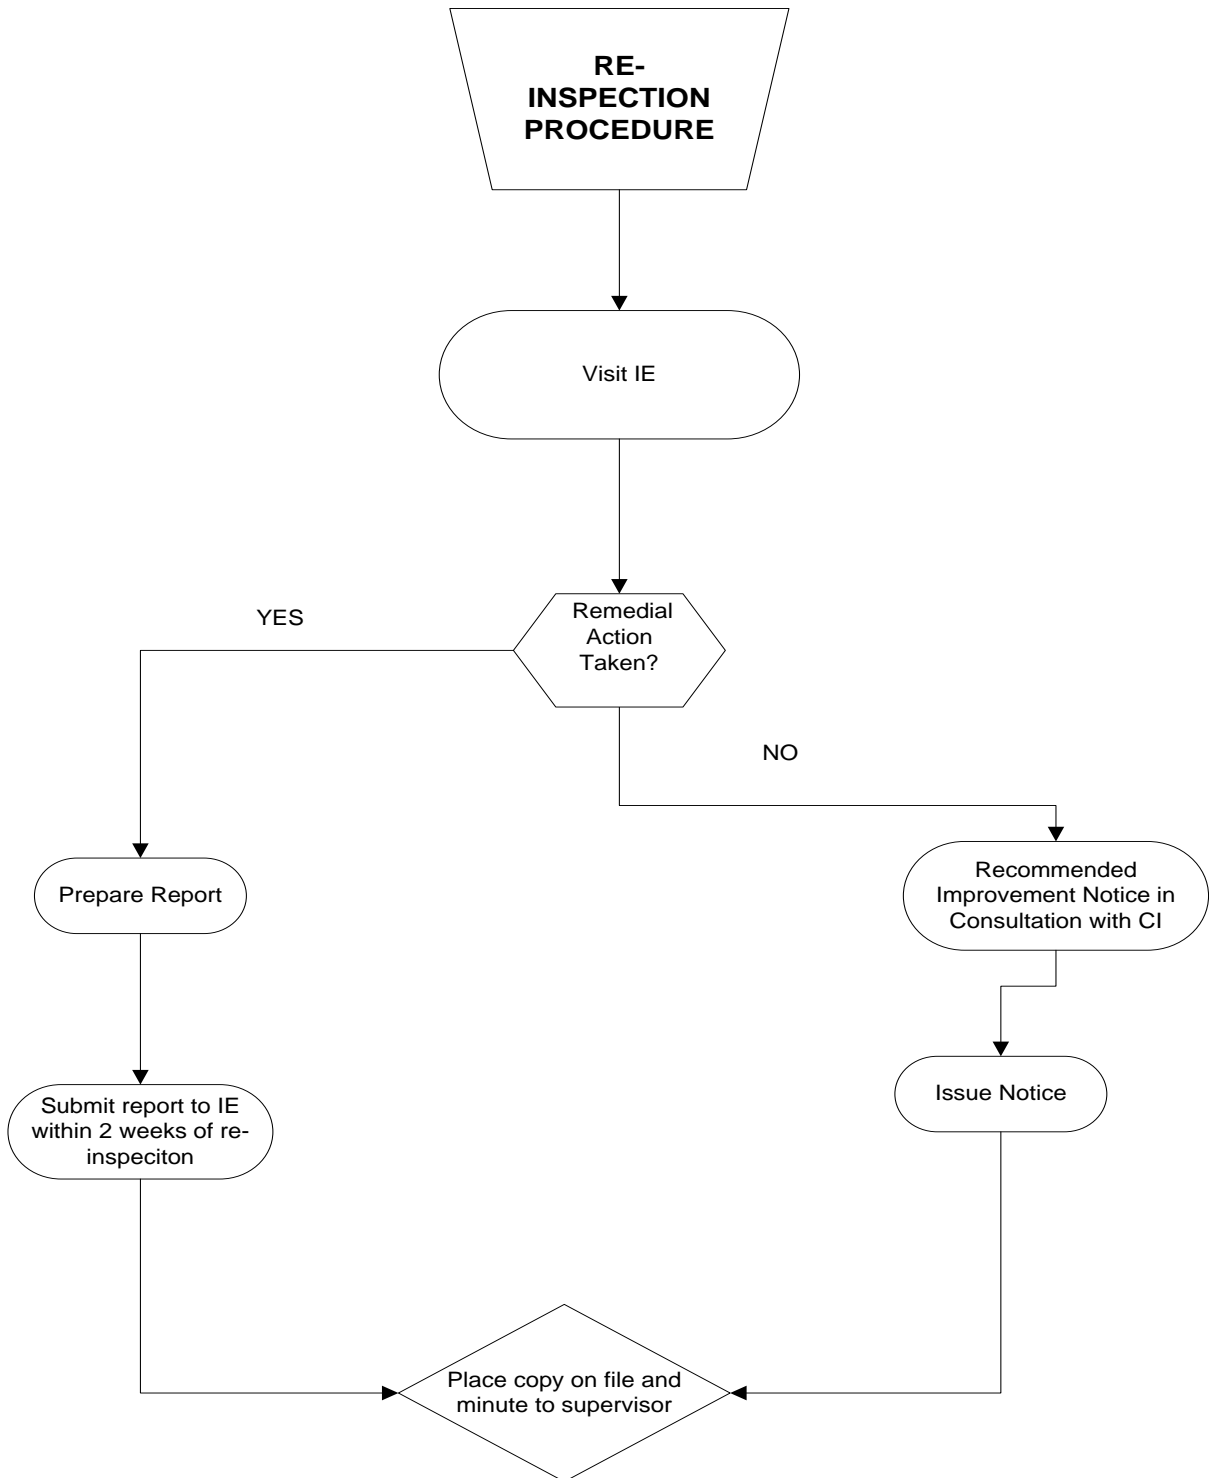 RE-
INSPECTION
PROCEDURE
Visit IE
Remedial
Action
Taken?
YES
NO
Prepare Report
Recommended
Improvement Notice in
Consultation with CI
Submit report to IE
within 2 weeks of re-
inspeciton
Issue Notice
Place copy on file and
minute to supervisor